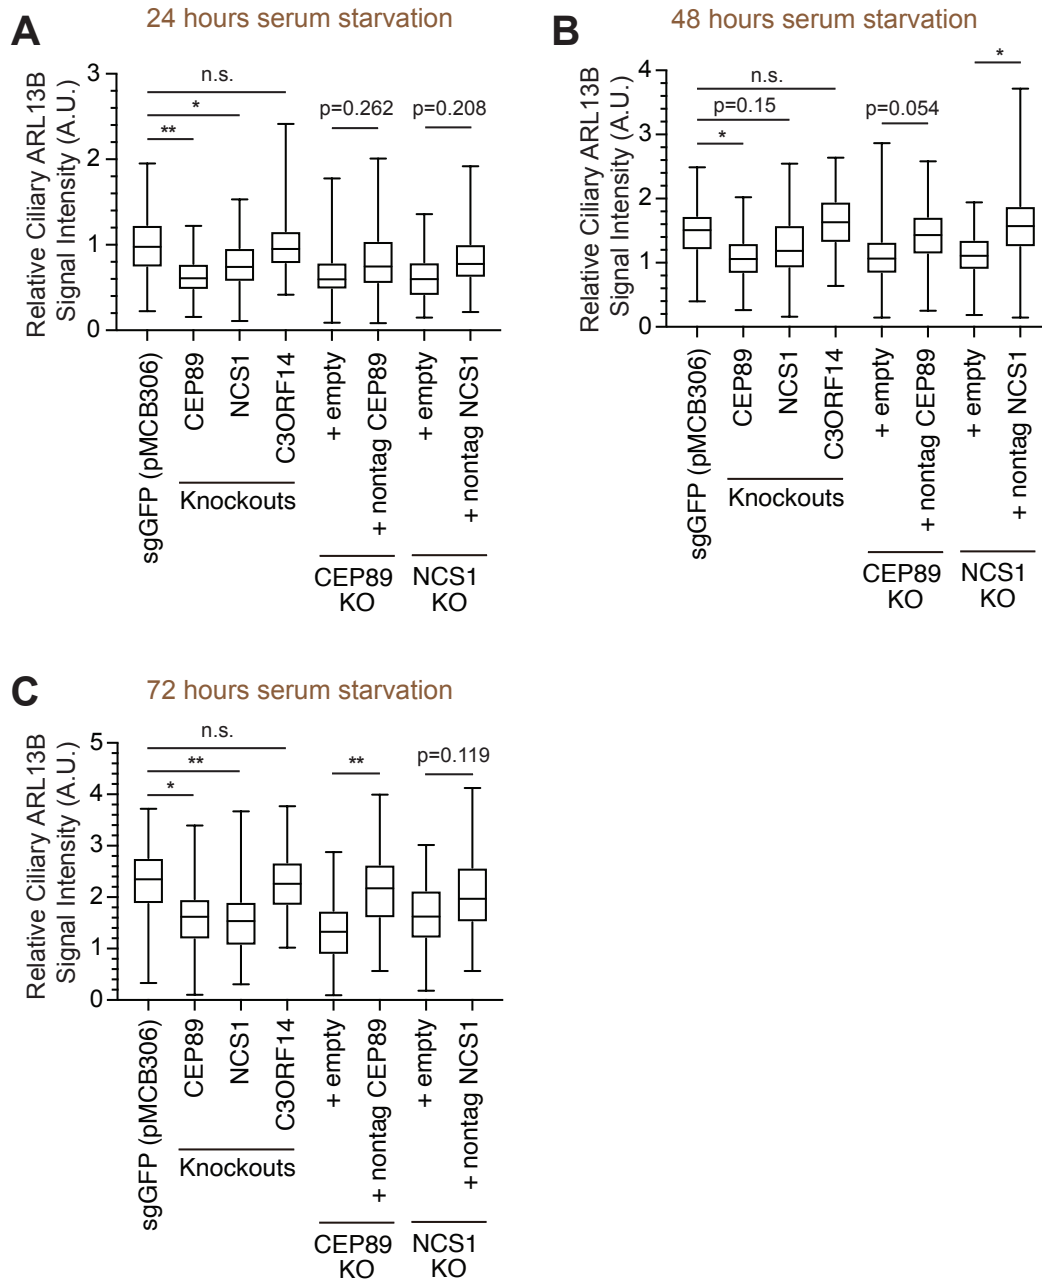 A
24 hours serum starvation
Relative Ciliary ARL13B
Signal Intensity (A.U.)
3
2
1
0
n.s.
*
**
p=0.262
p=0.208
sgGFP (pMCB306)
CEP89
NCS1
C3ORF14
+ empty
+ nontag CEP89
+ empty
+ nontag NCS1
Knockouts
CEP89
KO
NCS1
KO
B
48 hours serum starvation
Relative Ciliary ARL13B
Signal Intensity (A.U.)
4
3
2
1
0
n.s.
p=0.15
*
p=0.054
*
sgGFP (pMCB306)
CEP89
NCS1
C3ORF14
+ empty
+ nontag CEP89
+ empty
+ nontag NCS1
Knockouts
CEP89
KO
NCS1
KO
C
72 hours serum starvation
Relative Ciliary ARL13B
Signal Intensity (A.U.)
5
4
3
2
1
0
n.s.
**
*
**
p=0.119
sgGFP (pMCB306)
CEP89
NCS1
C3ORF14
+ empty
+ nontag CEP89
+ empty
+ nontag NCS1
Knockouts
CEP89
KO
NCS1
KO